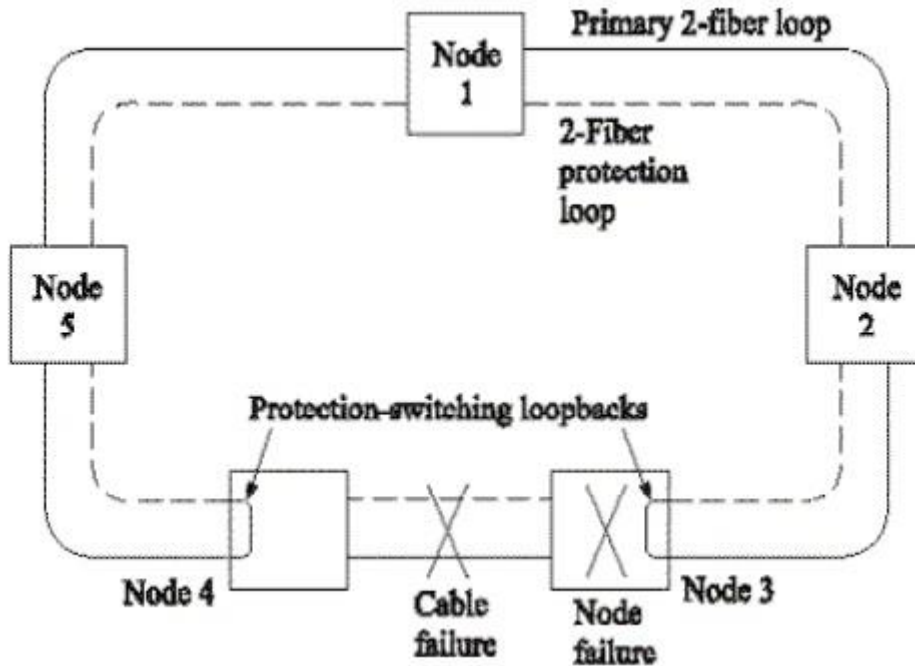 Primary 2-fiber loop
Node
1
2-Fiber
protection
loop
Node
5
Node
2
Protection-switching loopbacks
Node 4
Cable
failure
Node
failure
Node 3